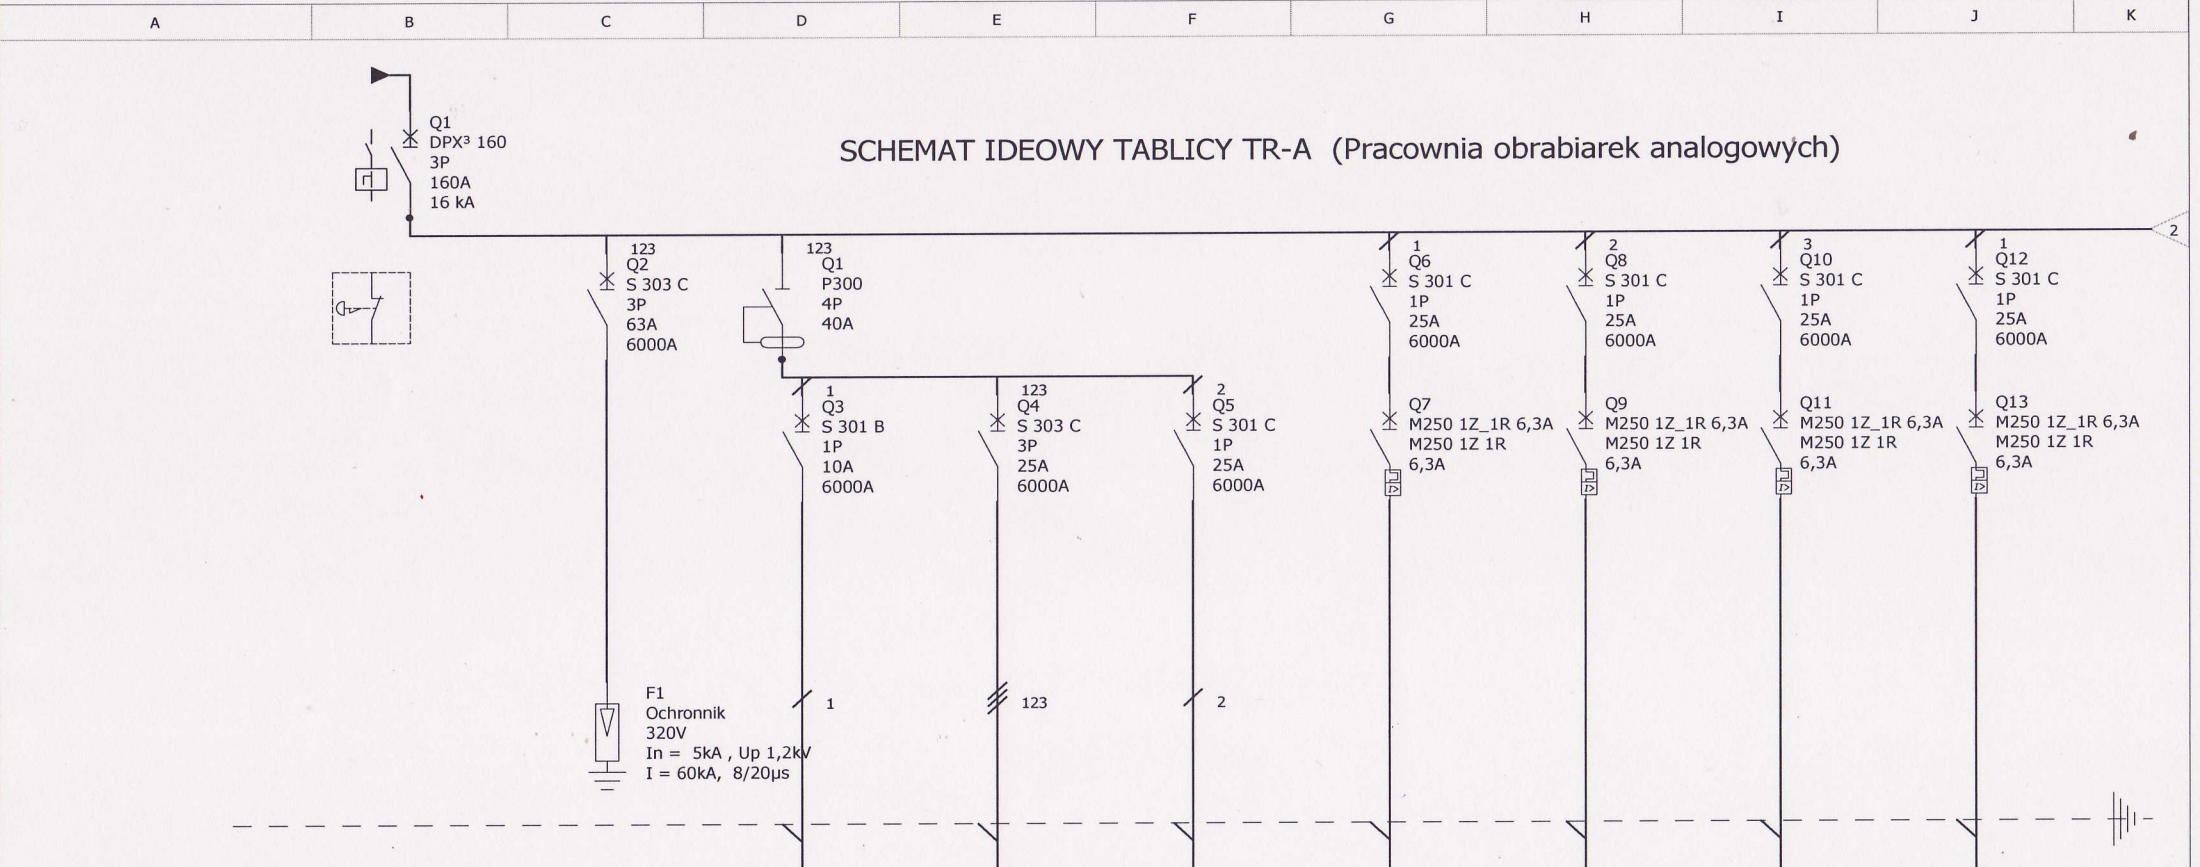 A B C D E F G H I J K
Q1
DPX³ 160
3P
160A
16 kA
SCHEMAT IDEOWY TABLICY TR-A (Pracownia obrabiarek analogowych)
2
123
Q2
S 303 C
3P
63A
6000A
123
Q1
P300
4P
40A
1
Q6
S 301 C
1P
25A
6000A
2
Q8
S 301 C
1P
25A
6000A
3
Q10
S 301 C
1P
25A
6000A
1
Q12
S 301 C
1P
25A
6000A
1
Q3
S 301 B
1P
10A
6000A
123
Q4
S 303 C
3P
25A
6000A
2
Q5
S 301 C
1P
25A
6000A
Q7
M250 1Z_1R 6,3A
M250 1Z 1R
6,3A
I>
Q9
M250 1Z_1R 6,3A
M250 1Z 1R
6,3A
I>
Q11
M250 1Z_1R 6,3A
M250 1Z 1R
6,3A
I>
Q13
M250 1Z_1R 6,3A
M250 1Z 1R
6,3A
I>
F1
Ochronnik
320V
In = 5kA , Up 1,2kV
I = 60kA, 8/20µs
1
123
2